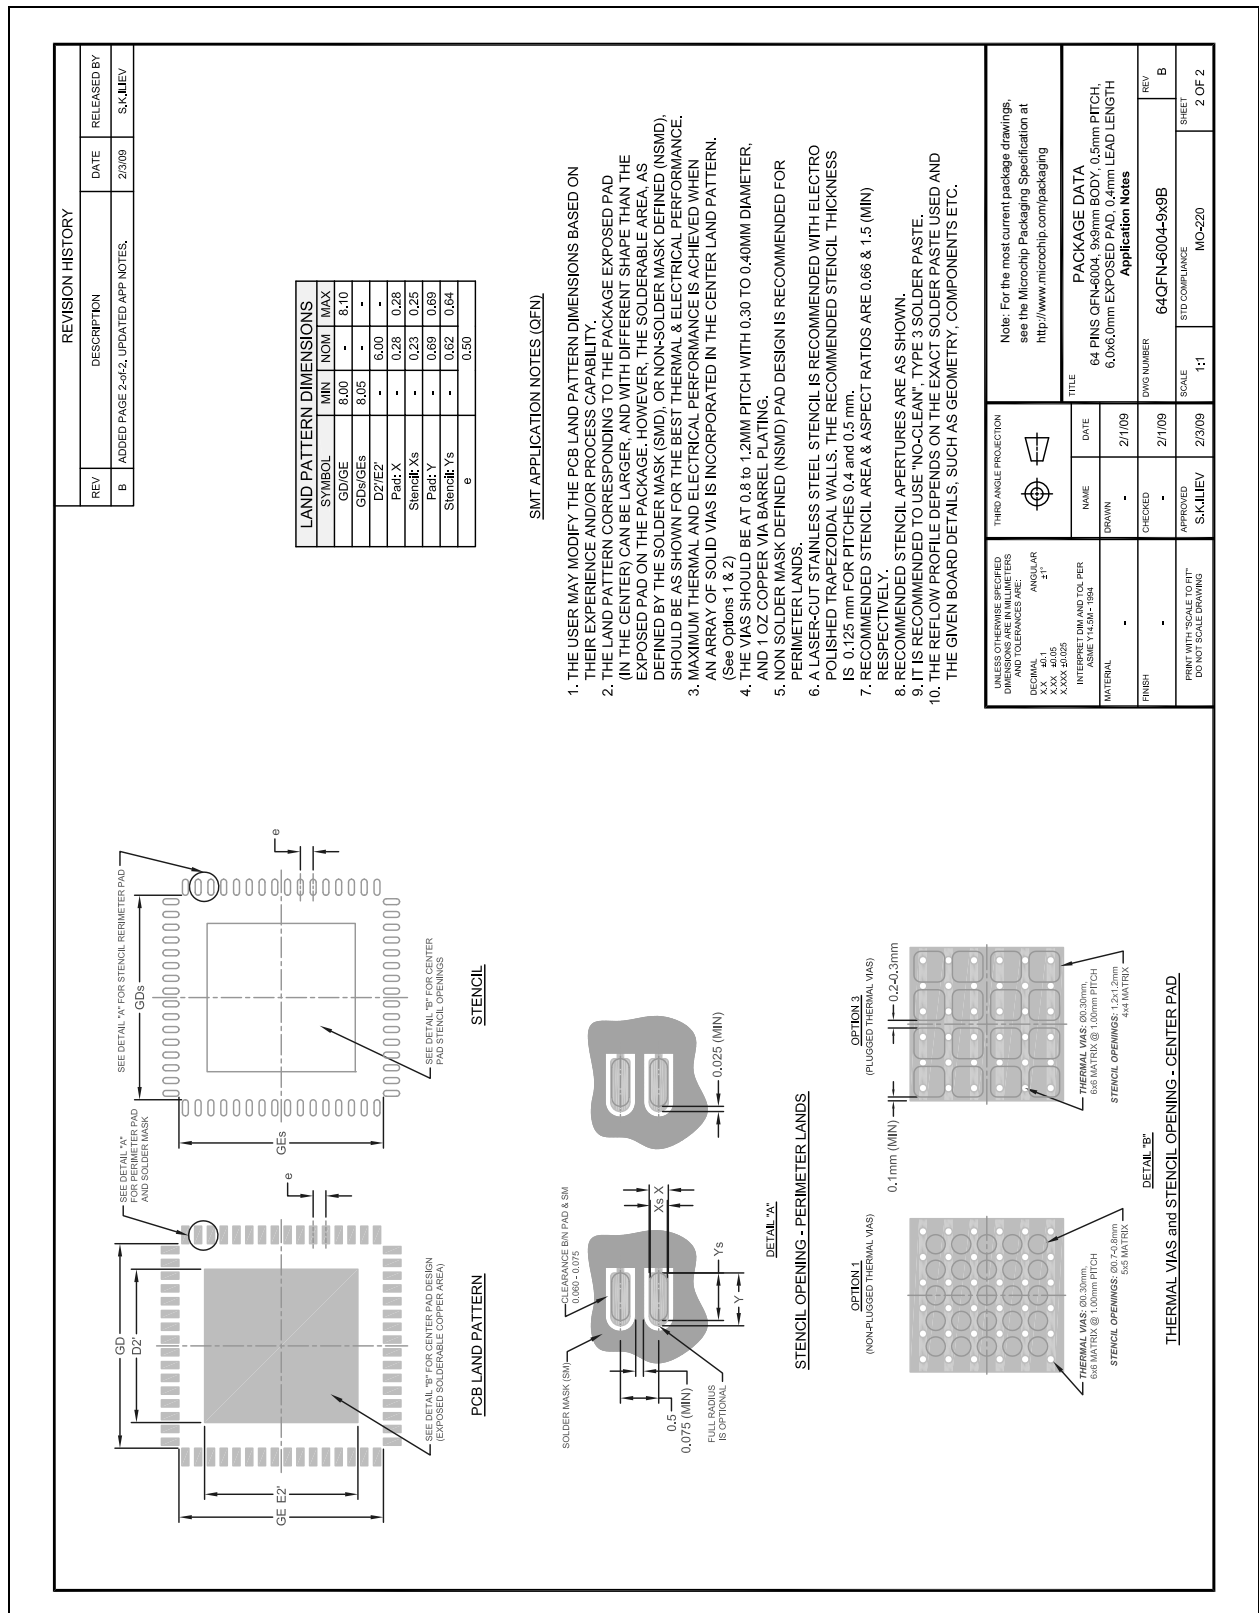 REVISION HISTORY
REV DESCRIPTION DATE RELEASED BY
B ADDED PAGE 2-of-2, UPDATED APP NOTES. 2/3/09 S.K.ILIEV
SEE DETAIL "A"
FOR PERIMETER PAD
AND SOLDER MASK
GD
D2'
GE E2'
e
SEE DETAIL "B" FOR CENTER PAD DESIGN
(EXPOSED SOLDERABLE COPPER AREA)
PCB LAND PATTERN
SEE DETAIL "A" FOR STENCIL RERIMETER PAD
GDs
GEs
e
SEE DETAIL "B" FOR CENTER
PAD STENCIL OPENINGS
STENCIL
LAND PATTERN DIMENSIONS
SYMBOL MIN NOM MAX
GD/GE 8.00 - 8.10
GDs/GEs 8.05 - -
D2'/E2' - 6.00 -
Pad: X - 0.28 0.28
Stencil: Xs - 0.23 0.25
Pad: Y - 0.69 0.69
Stencil: Ys - 0.62 0.64
e 0.50
SOLDER MASK (SM)
CLEARANCE B/N PAD & SM
0.060 - 0.075
0.5
0.075 (MIN)
FULL RADIUS
IS OPTIONAL
Xs X
Ys
Y
0.025 (MIN)
DETAIL "A"
STENCIL OPENING - PERIMETER LANDS
OPTION 1
(NON-PLUGGED THERMAL VIAS)
THERMAL VIAS: Ø0.30mm,
6x6 MATRIX @ 1.00mm PITCH
STENCIL OPENINGS: Ø0.7-0.8mm
5x5 MATRIX
OPTION 3
(PLUGGED THERMAL VIAS)
0.1mm (MIN)
0.2-0.3mm
THERMAL VIAS: Ø0.30mm,
6x6 MATRIX @ 1.00mm PITCH
STENCIL OPENINGS: 1.2x1.2mm
4x4 MATRIX
DETAIL "B"
THERMAL VIAS and STENCIL OPENING - CENTER PAD
SMT APPLICATION NOTES (QFN)
1. THE USER MAY MODIFY THE PCB LAND PATTERN DIMENSIONS BASED ON
THEIR EXPERIENCE AND/OR PROCESS CAPABILITY.
2. THE LAND PATTERN CORRESPONDING TO THE PACKAGE EXPOSED PAD
(IN THE CENTER) CAN BE LARGER, AND WITH DIFFERENT SHAPE THAN THE
EXPOSED PAD ON THE PACKAGE. HOWEVER, THE SOLDERABLE AREA, AS
DEFINED BY THE SOLDER MASK (SMD), OR NON-SOLDER MASK DEFINED (NSMD),
SHOULD BE AS SHOWN FOR THE BEST THERMAL & ELECTRICAL PERFORMANCE.
3. MAXIMUM THERMAL AND ELECTRICAL PERFORMANCE IS ACHIEVED WHEN
AN ARRAY OF SOLID VIAS IS INCORPORATED IN THE CENTER LAND PATTERN.
(See Options 1 & 2)
4. THE VIAS SHOULD BE AT 0.8 to 1.2MM PITCH WITH 0.30 TO 0.40MM DIAMETER,
AND 1 OZ COPPER VIA BARREL PLATING.
5. NON SOLDER MASK DEFINED (NSMD) PAD DESIGN IS RECOMMENDED FOR
PERIMETER LANDS.
6. A LASER-CUT STAINLESS STEEL STENCIL IS RECOMMENDED WITH ELECTRO
POLISHED TRAPEZOIDAL WALLS. THE RECOMMENDED STENCIL THICKNESS
IS 0.125 mm FOR PITCHES 0.4 and 0.5 mm.
7. RECOMMENDED STENCIL AREA & ASPECT RATIOS ARE 0.66 & 1.5 (MIN)
RESPECTIVELY.
8. RECOMMENDED STENCIL APERTURES ARE AS SHOWN.
9. IT IS RECOMMENDED TO USE "NO-CLEAN", TYPE 3 SOLDER PASTE.
10. THE REFLOW PROFILE DEPENDS ON THE EXACT SOLDER PASTE USED AND
THE GIVEN BOARD DETAILS, SUCH AS GEOMETRY, COMPONENTS ETC.
UNLESS OTHERWISE SPECIFIED
DIMENSIONS ARE IN MILLIMETERS
AND TOLERANCES ARE:
DECIMAL ANGULAR
X.X ±0.1 ±1°
X.XX ±0.05
X.XXX ±0.025
INTERPRET DIM AND TOL PER
ASME Y14.5M - 1994
MATERIAL
-
FINISH
-
PRINT WITH "SCALE TO FIT"
DO NOT SCALE DRAWING
THIRD ANGLE PROJECTION
NAME DATE
DRAWN
- 2/1/09
CHECKED
- 2/1/09
APPROVED
S.K.ILIEV 2/3/09
Note: For the most current package drawings,
see the Microchip Packaging Specification at
http://www.microchip.com/packaging
TITLE
PACKAGE DATA
64 PINS QFN-6004, 9x9mm BODY, 0.5mm PITCH,
6.0x6.0mm EXPOSED PAD, 0.4mm LEAD LENGTH
Application Notes
DWG NUMBER
64QFN-6004-9x9B
REV
B
SCALE
1:1
STD COMPLIANCE
MO-220
SHEET
2 OF 2